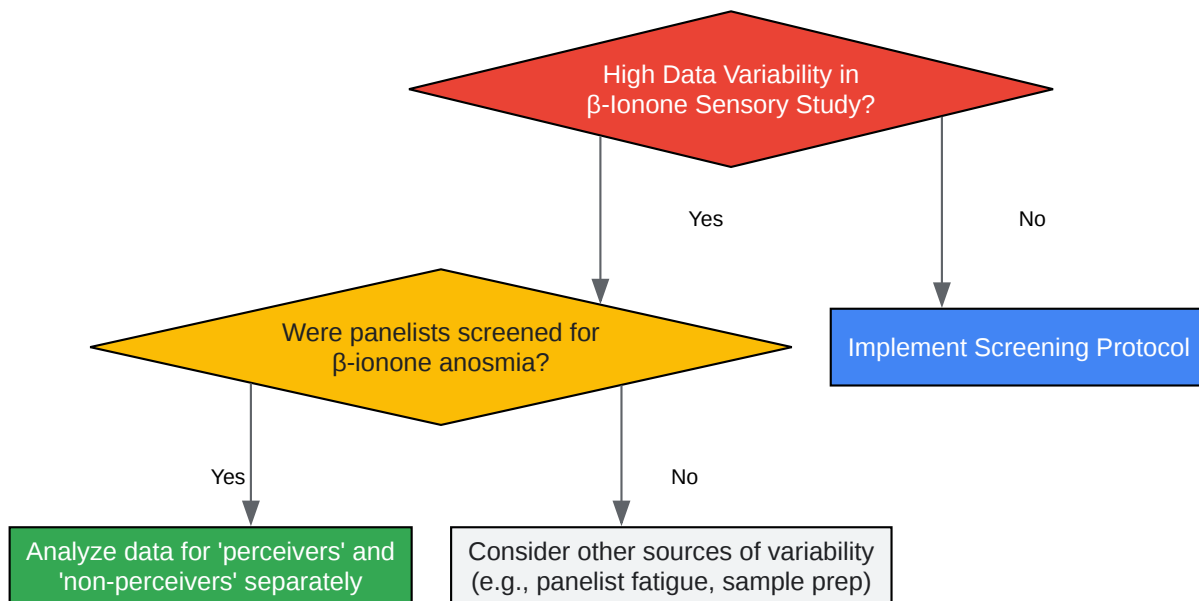 High Data Variability in
β-Ionone Sensory Study?
Yes
No
Were panelists screened for
β-ionone anosmia?
Implement Screening Protocol
Yes
No
Analyze data for 'perceivers' and
'non-perceivers' separately
Consider other sources of variability
(e.g., panelist fatigue, sample prep)